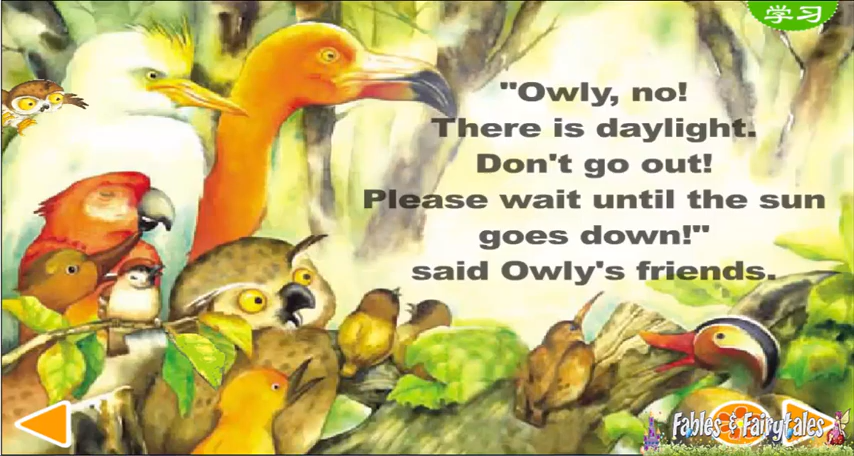 学习
"Owly, no!
There is daylight.
Don't go out!
Please wait until the sun
goes down!"
said Owly's friends.
Fables & Fairytales